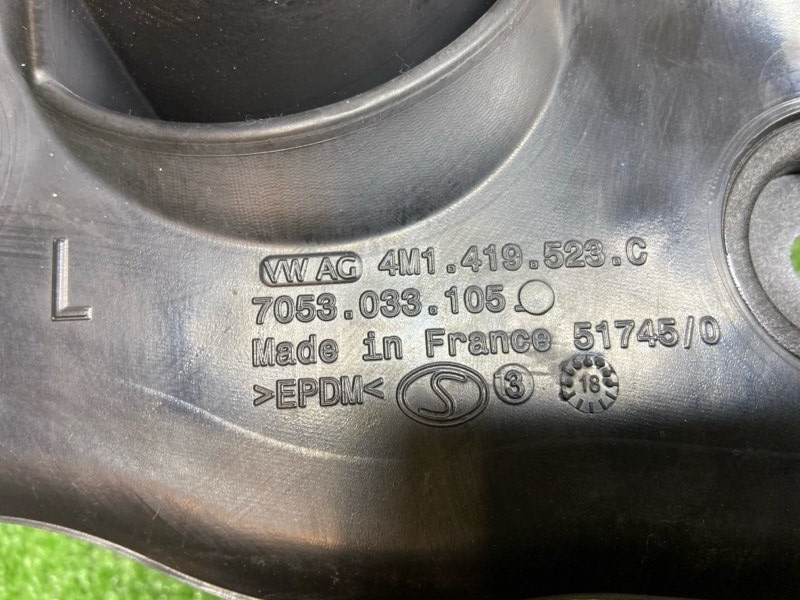 L
VW AG 4M1.419.523.C
7053.033.105.
Made in France 51745/0
>EPDM< S 3 18